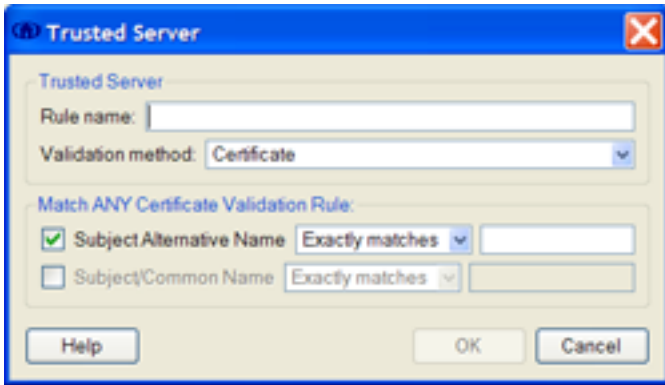 Trusted Server
Trusted Server
Rule name:
Validation method: Certificate
Match ANY Certificate Validation Rule:
Subject Alternative Name Exactly matches
Subject/Common Name Exactly matches
Help OK Cancel